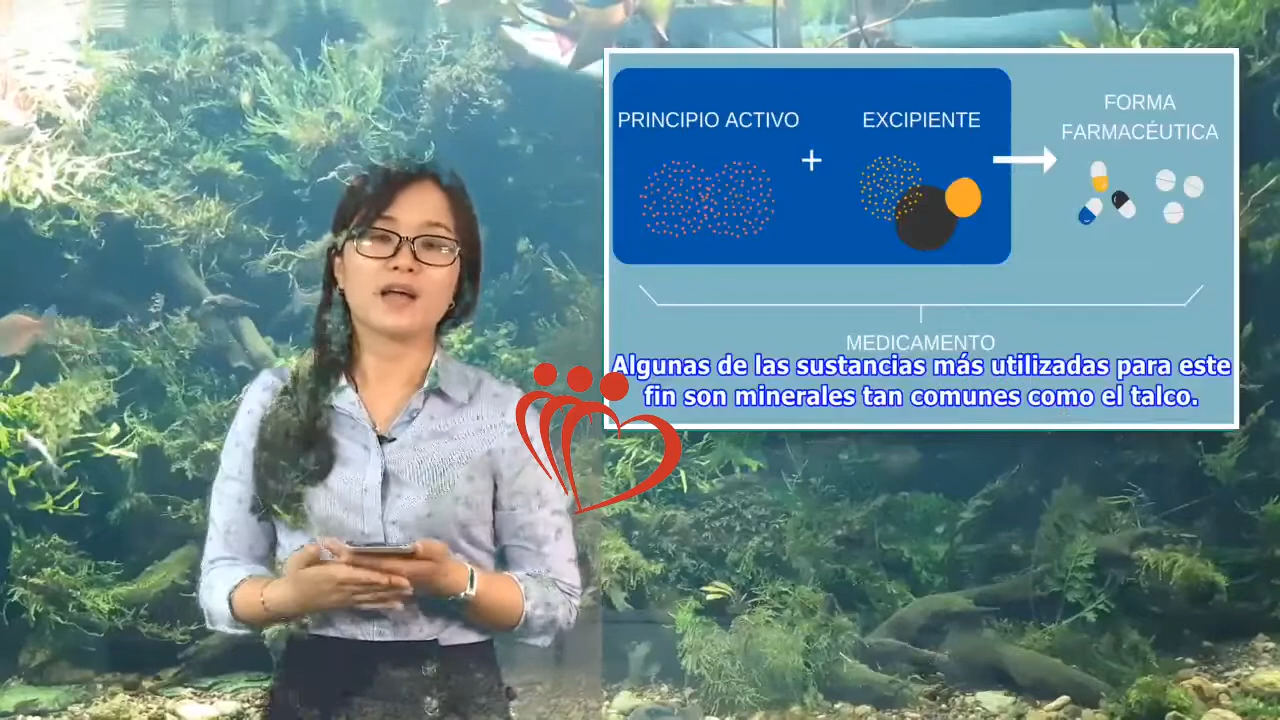 PRINCIPIO ACTIVO
+
EXCIPIENTE
FORMA
FARMACÉUTICA
MEDICAMENTO
Algunas de las sustancias más utilizadas para este
fin son minerales tan comunes como el talco.